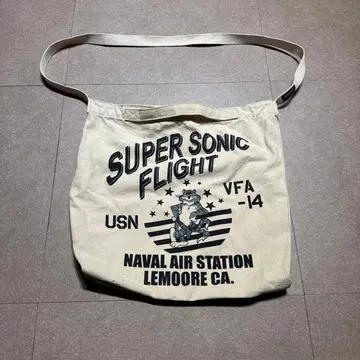 SUPER SONIC
FLIGHT
USN
VFA
-14
NAVAL AIR STATION
LEMOORE CA.